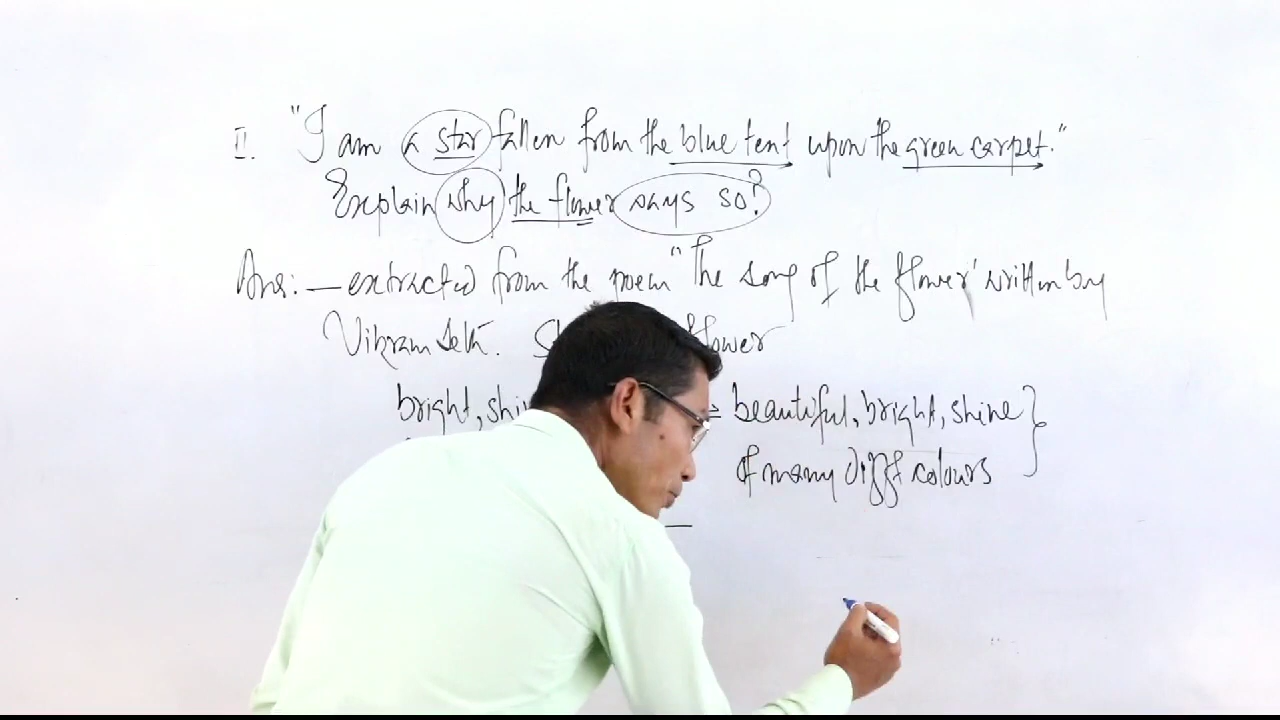 II. "I am a star fallen from the blue tent upon the green carpet."
Explain why the flower says so?
Ans:- extracted from the poem "The song of the flower' written by
Vikram Seth. flower
bright, = beautiful, bright, shine
of many diff colours